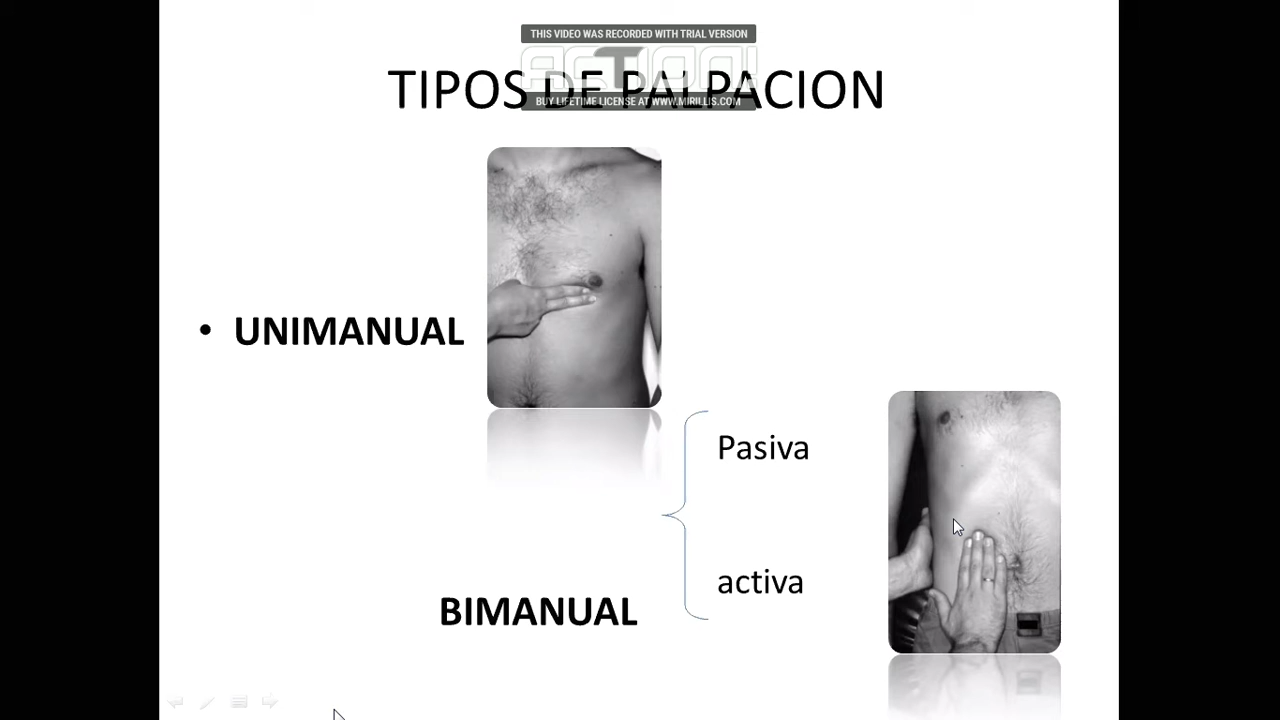 THIS VIDEO WAS RECORDED WITH TRIAL VERSION
ACTION!
TIPOS DE PALPACION
BUY LIFETIME LICENSE AT WWW.MIRILLIS.COM
• UNIMANUAL
Pasiva
activa
BIMANUAL